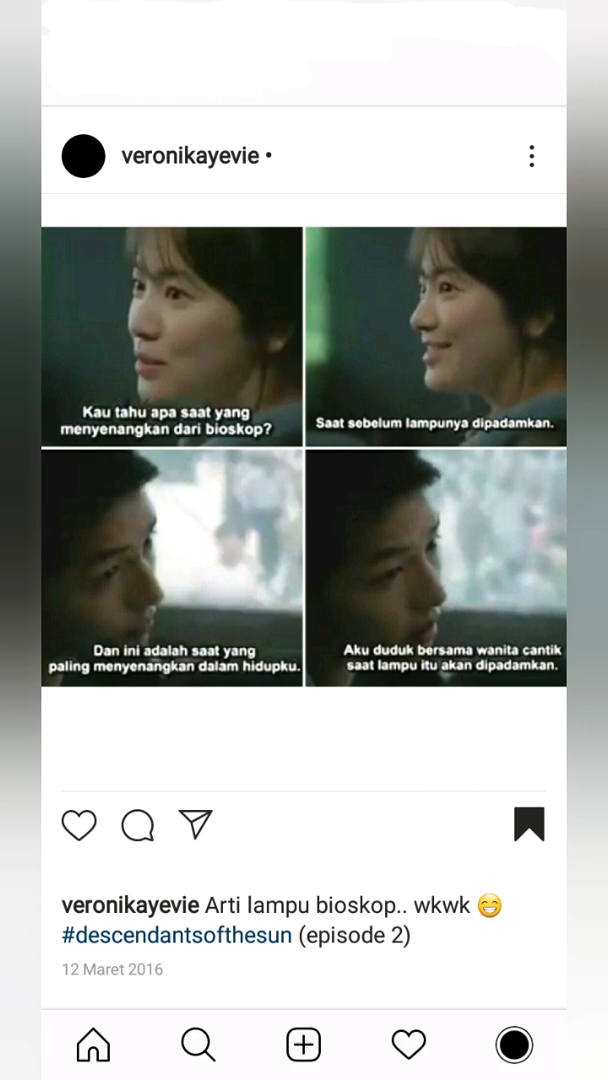 veronikayevie •
Kau tahu apa saat yang
menyenangkan dari bioskop?
Saat sebelum lampunya dipadamkan.
Dan ini adalah saat yang
paling menyenangkan dalam hidupku.
Aku duduk bersama wanita cantik
saat lampu itu akan dipadamkan.
veronikayevie Arti lampu bioskop.. wkwk 😁
#descendantsofthesun (episode 2)
12 Maret 2016